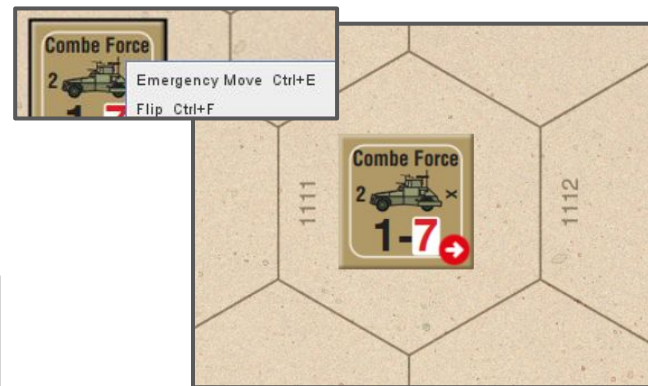 Combe Force
2
Emergency Move Ctrl+E
Flip Ctrl+F
1111
Combe Force
2 x
1-7
1112